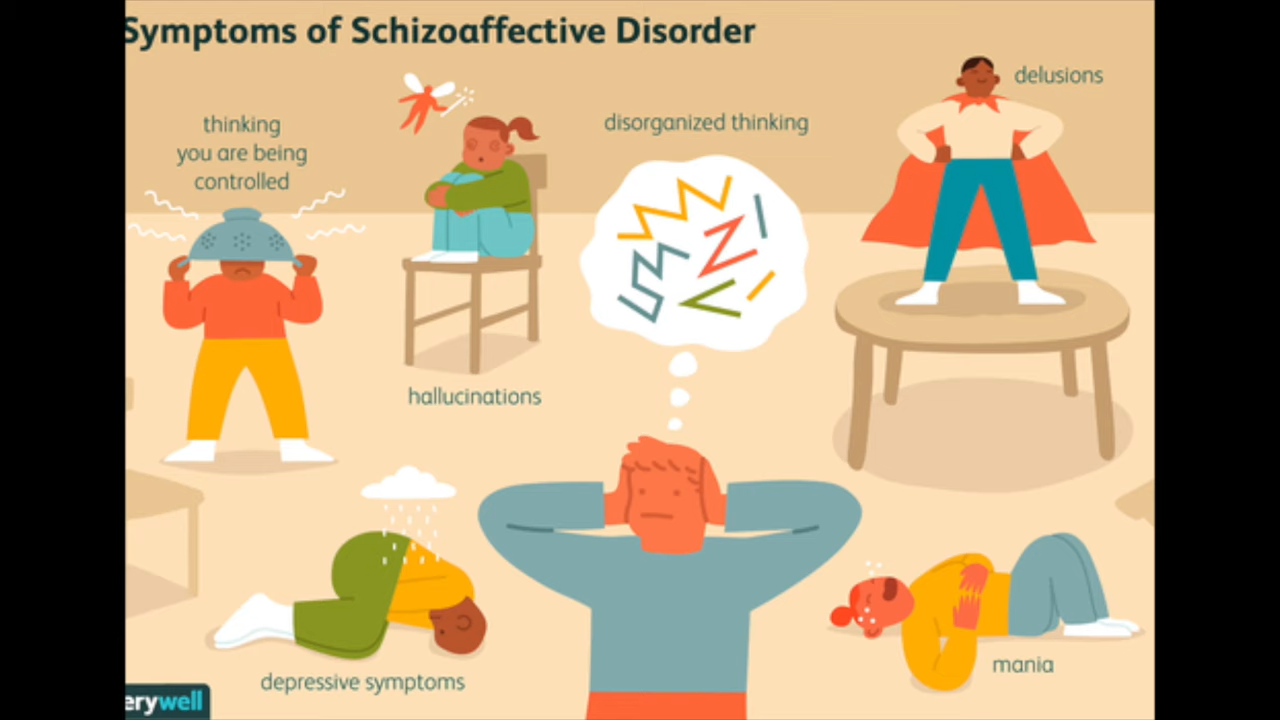 Symptoms of Schizoaffective Disorder
thinking
you are being
controlled
hallucinations
disorganized thinking
delusions
depressive symptoms
mania
erywell